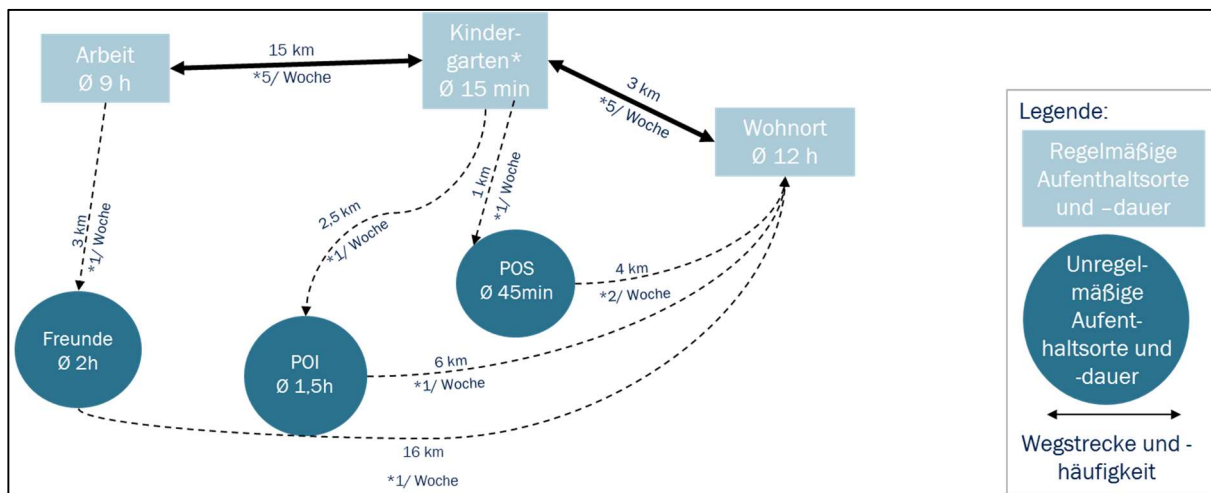 Arbeit
Ø 9 h
15 km
*5/ Woche
Kinder-
garten*
Ø 15 min
3 km
*5/ Woche
Wohnort
Ø 12 h
3 km
*1/ Woche
2,5 km
*1/ Woche
1 km
*1/ Woche
Freunde
Ø 2h
POI
Ø 1,5h
POS
Ø 45min
4 km
*2/ Woche
6 km
*1/ Woche
16 km
*1/ Woche
Legende:
Regelmäßige
Aufenthaltsorte
und –dauer
Unregel-
mäßige
Aufent-
haltsorte und
-dauer
Wegstrecke und -
häufigkeit